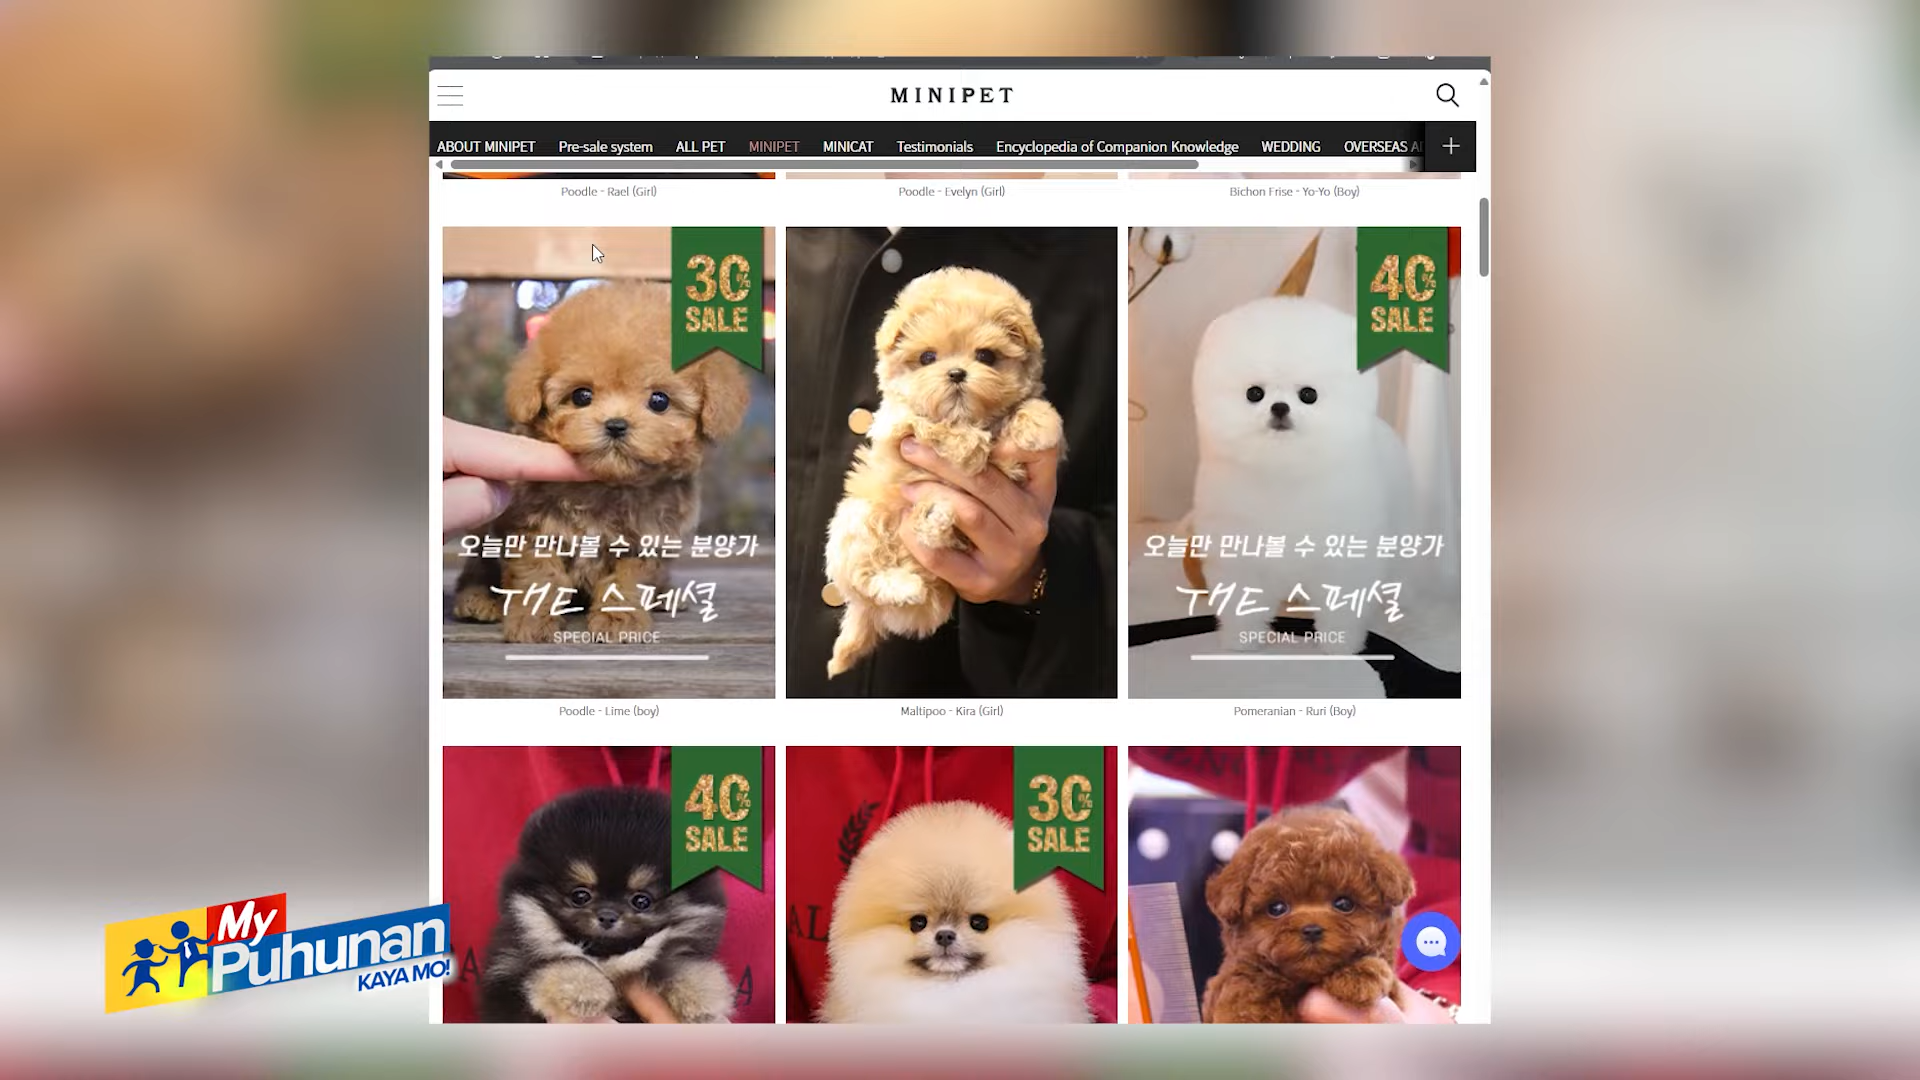 MINIPET
ABOUT MINIPET Pre-sale system ALL PET MINIPET MINICAT Testimonials Encyclopedia of Companion Knowledge WEDDING OVERSEAS
Poodle - Rael (Girl)
Poodle - Evelyn (Girl)
Bichon Frise - Yo-Yo (Boy)
30%
SALE
오늘만 만나볼 수 있는 분양가
스페셜
SPECIAL PRICE
40%
SALE
오늘만 만나볼 수 있는 분양가
스페셜
SPECIAL PRICE
Poodle - Lime (boy)
Maltipoo - Kira (Girl)
Pomeranian - Ruri (Boy)
40%
SALE
30%
SALE
My
Puhunan
KAYA MO!